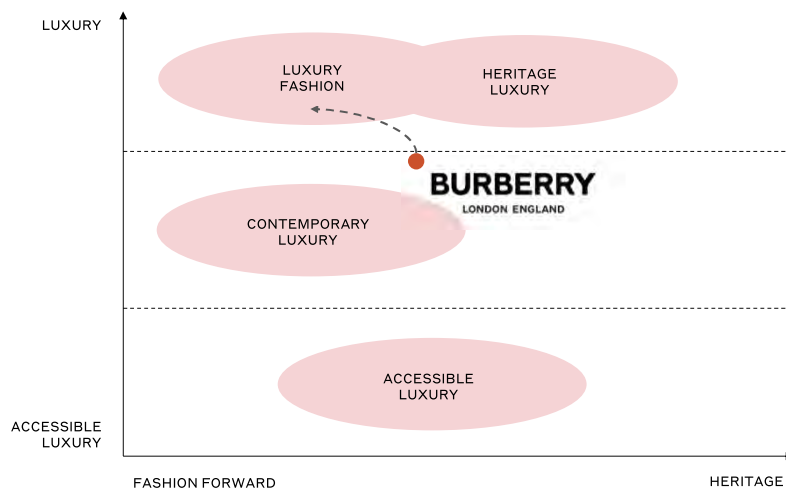 LUXURY
LUXURY
FASHION
HERITAGE
LUXURY
BURBERRY
LONDON ENGLAND
CONTEMPORARY
LUXURY
ACCESSIBLE
LUXURY
ACCESSIBLE
LUXURY
FASHION FORWARD
HERITAGE